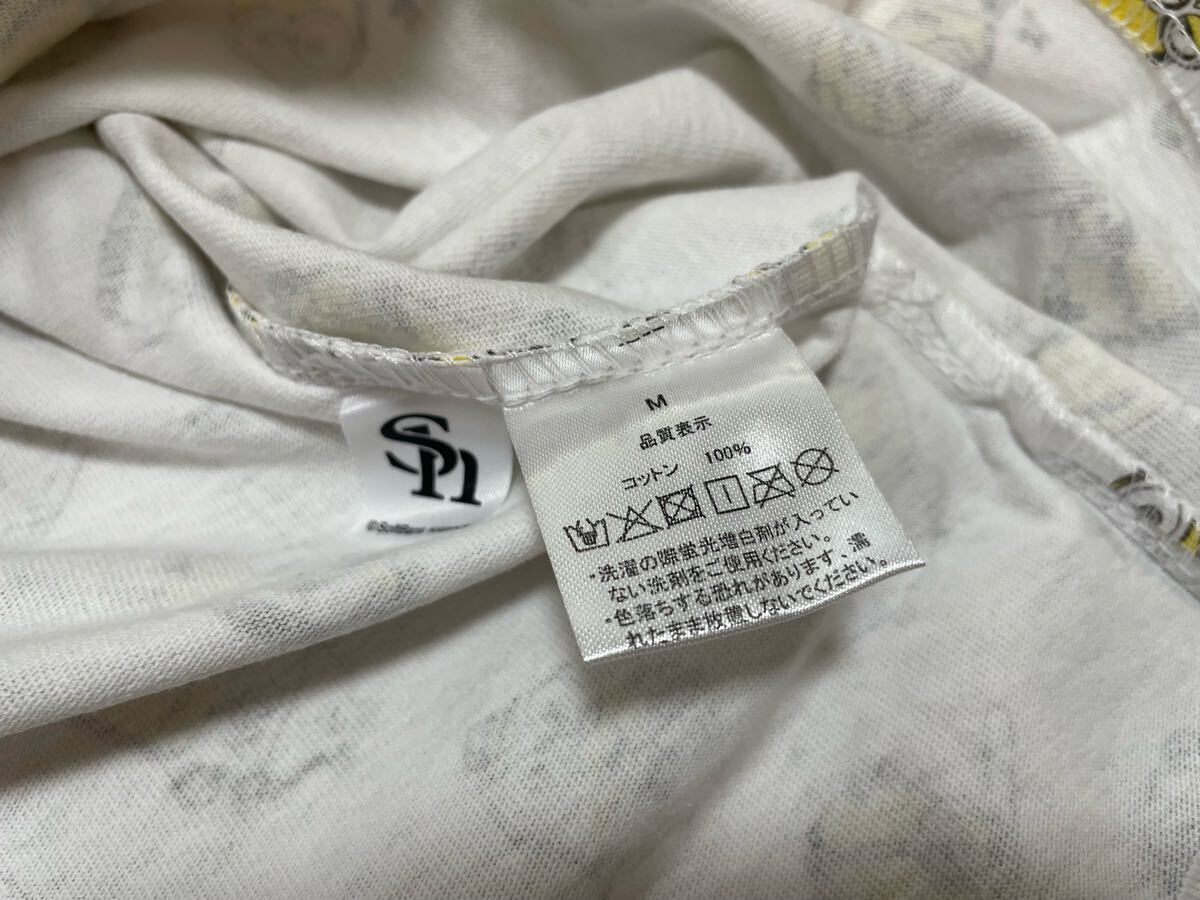 SH
©SoftBank
M
品質表示
コットン 100%
・洗濯の際蛍光増白剤が入ってい
ない洗剤をご使用ください。
・色落ちする恐れがあります、濡
れたまま放置しないでください。